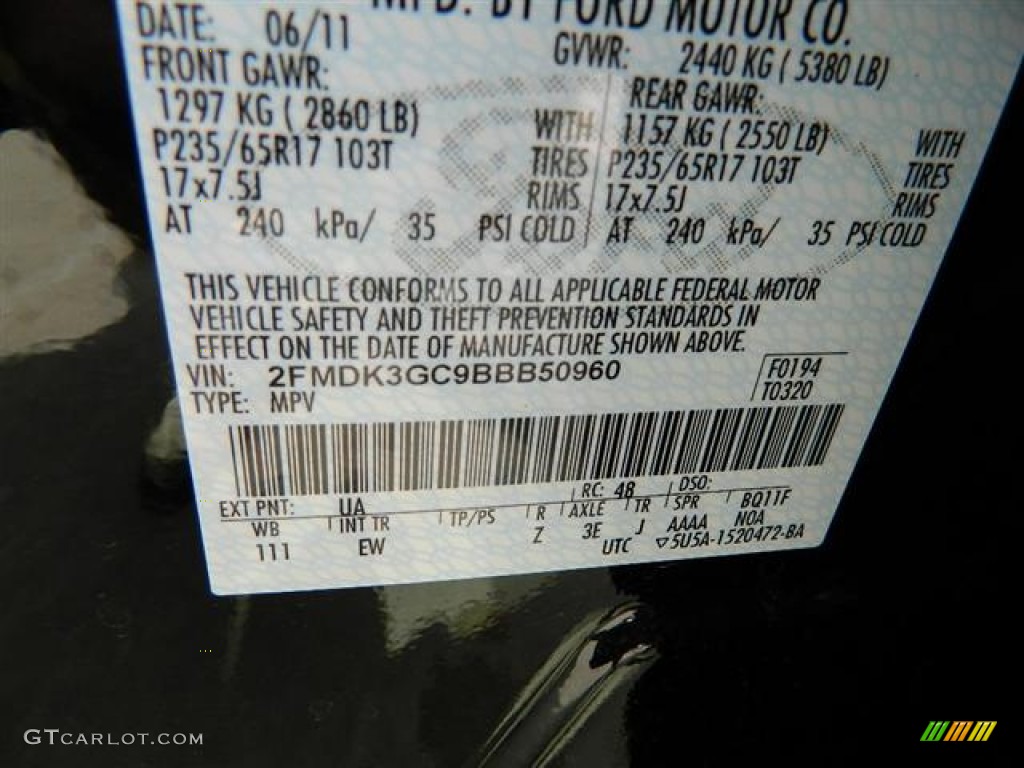 MFD. BY FORD MOTOR CO.
DATE: 06/11 GVWR: 2440 KG ( 5380 LB)
FRONT GAWR: REAR GAWR:
1297 KG ( 2860 LB) WITH 1157 KG ( 2550 LB) WITH
P235/65R17 103T TIRES P235/65R17 103T TIRES
17x7.5J RIMS 17x7.5J RIMS
AT 240 kPa/ 35 PSI COLD AT 240 kPa/ 35 PSI COLD
THIS VEHICLE CONFORMS TO ALL APPLICABLE FEDERAL MOTOR
VEHICLE SAFETY AND THEFT PREVENTION STANDARDS IN
EFFECT ON THE DATE OF MANUFACTURE SHOWN ABOVE.
VIN: 2FMDK3GC9BBB50960 F0194
TYPE: MPV T0320
EXT PNT: UA RC: 48 DSO:
WB INT TR TP/PS R AXLE TR SPR BQ11F
111 EW Z 3E J AAAA NOA
UTC ▽5U5A-1520472-BA
GTCARLOT.COM